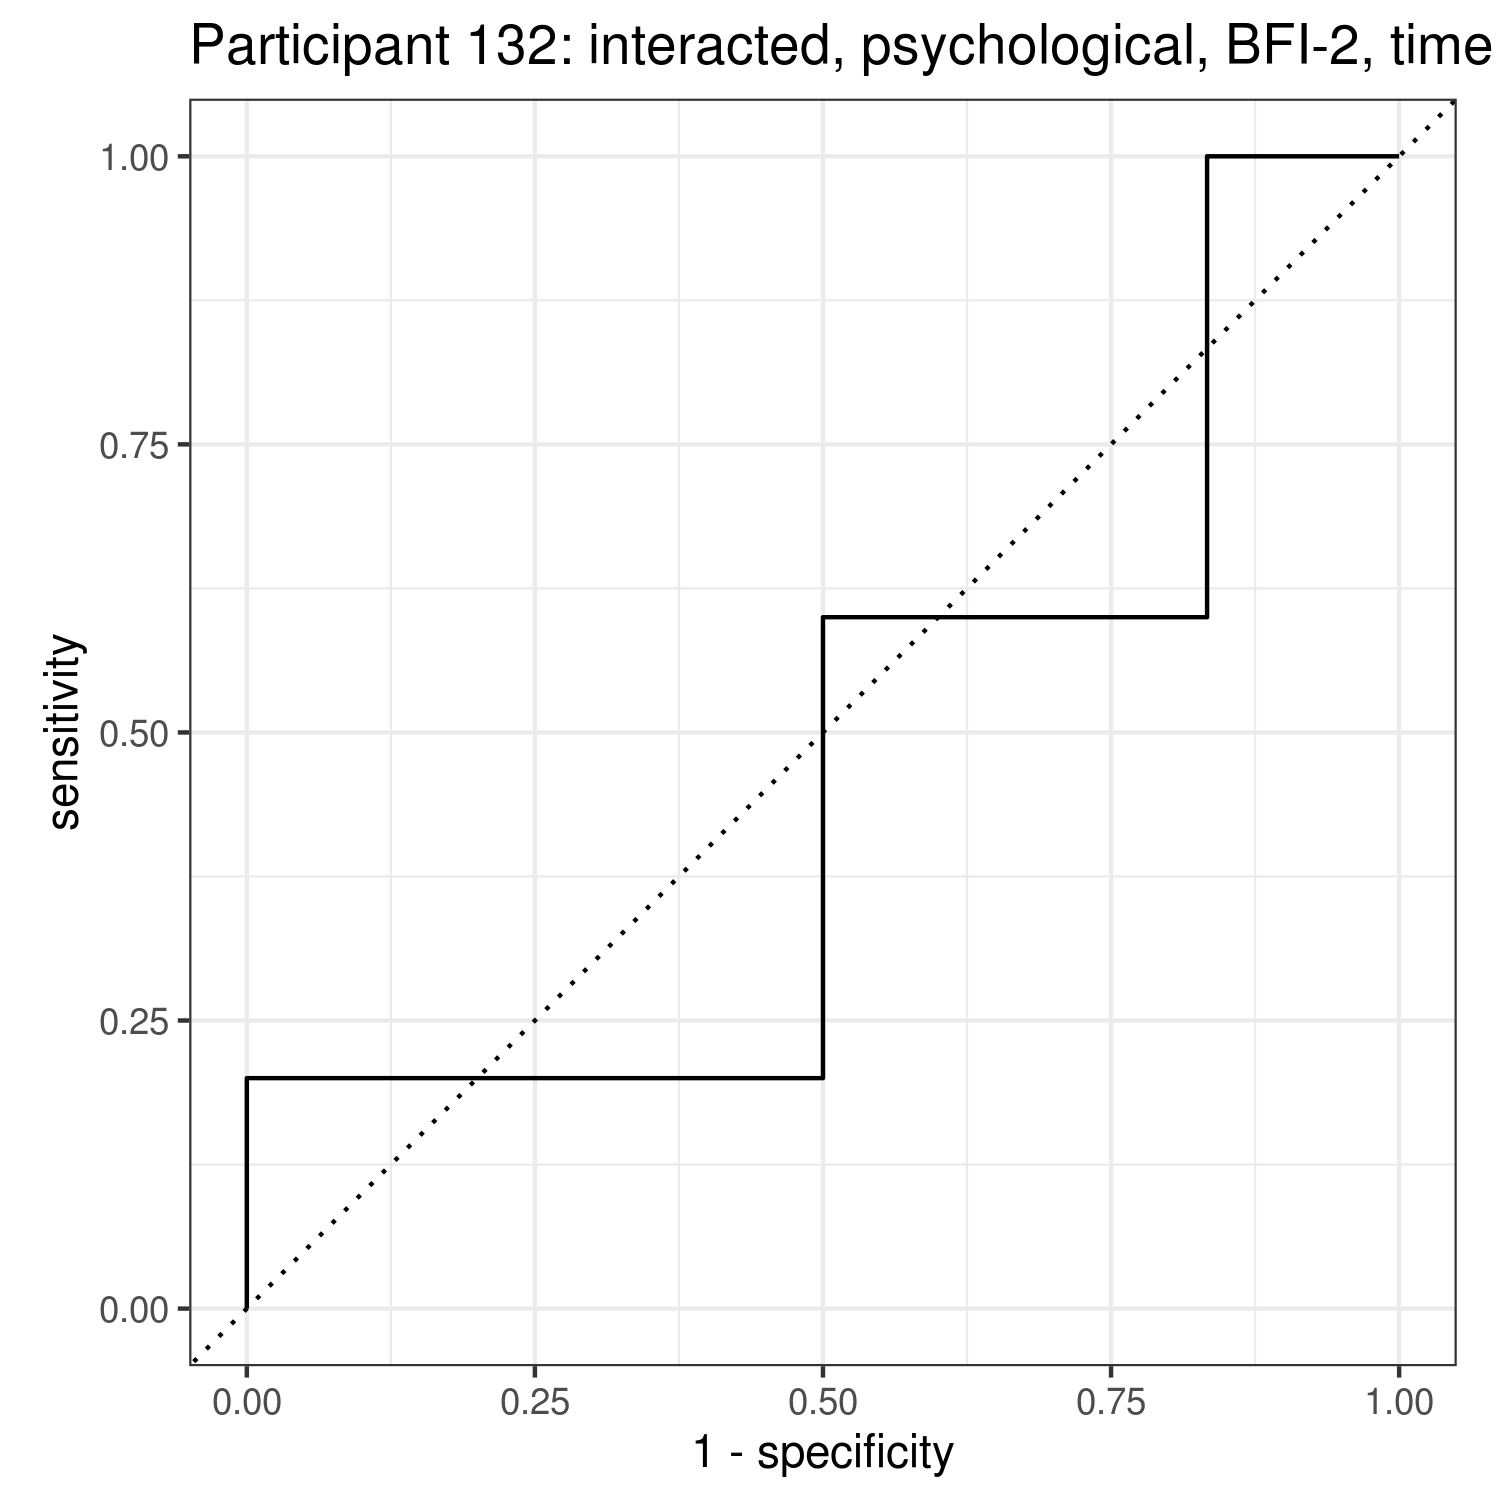 Participant 132: interacted, psychological, BFI-2, time
1.00
0.75
0.50
0.25
0.00
sensitivity
0.00 0.25 0.50 0.75 1.00
1 - specificity